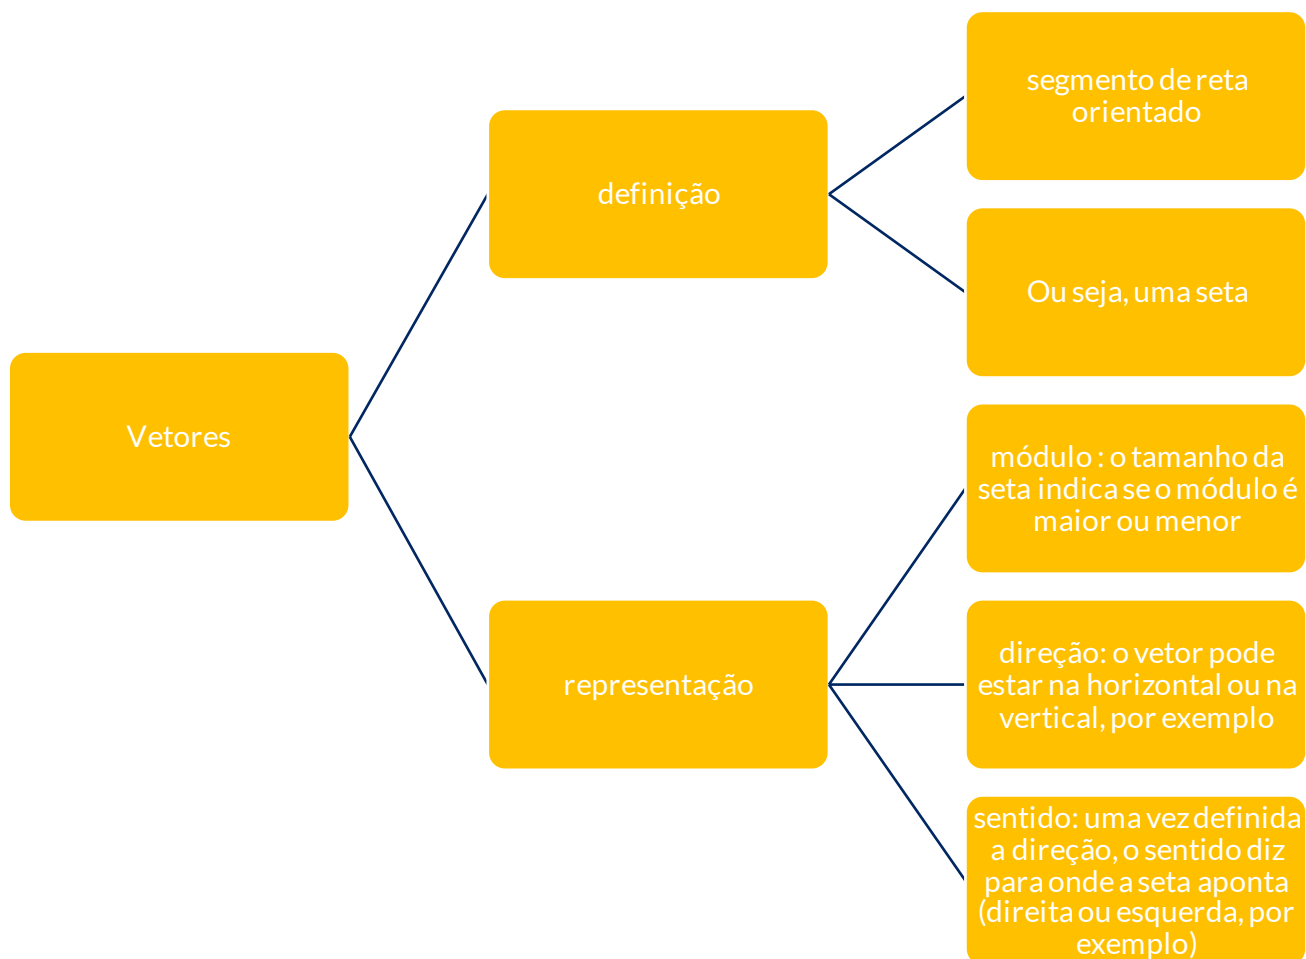 Vetores
definição
segmento de reta
orientado
Ou seja, uma seta
representação
módulo : o tamanho da
seta indica se o módulo é
maior ou menor
direção: o vetor pode
estar na horizontal ou na
vertical, por exemplo
sentido: uma vez definida
a direção, o sentido diz
para onde a seta aponta
(direita ou esquerda, por
exemplo)